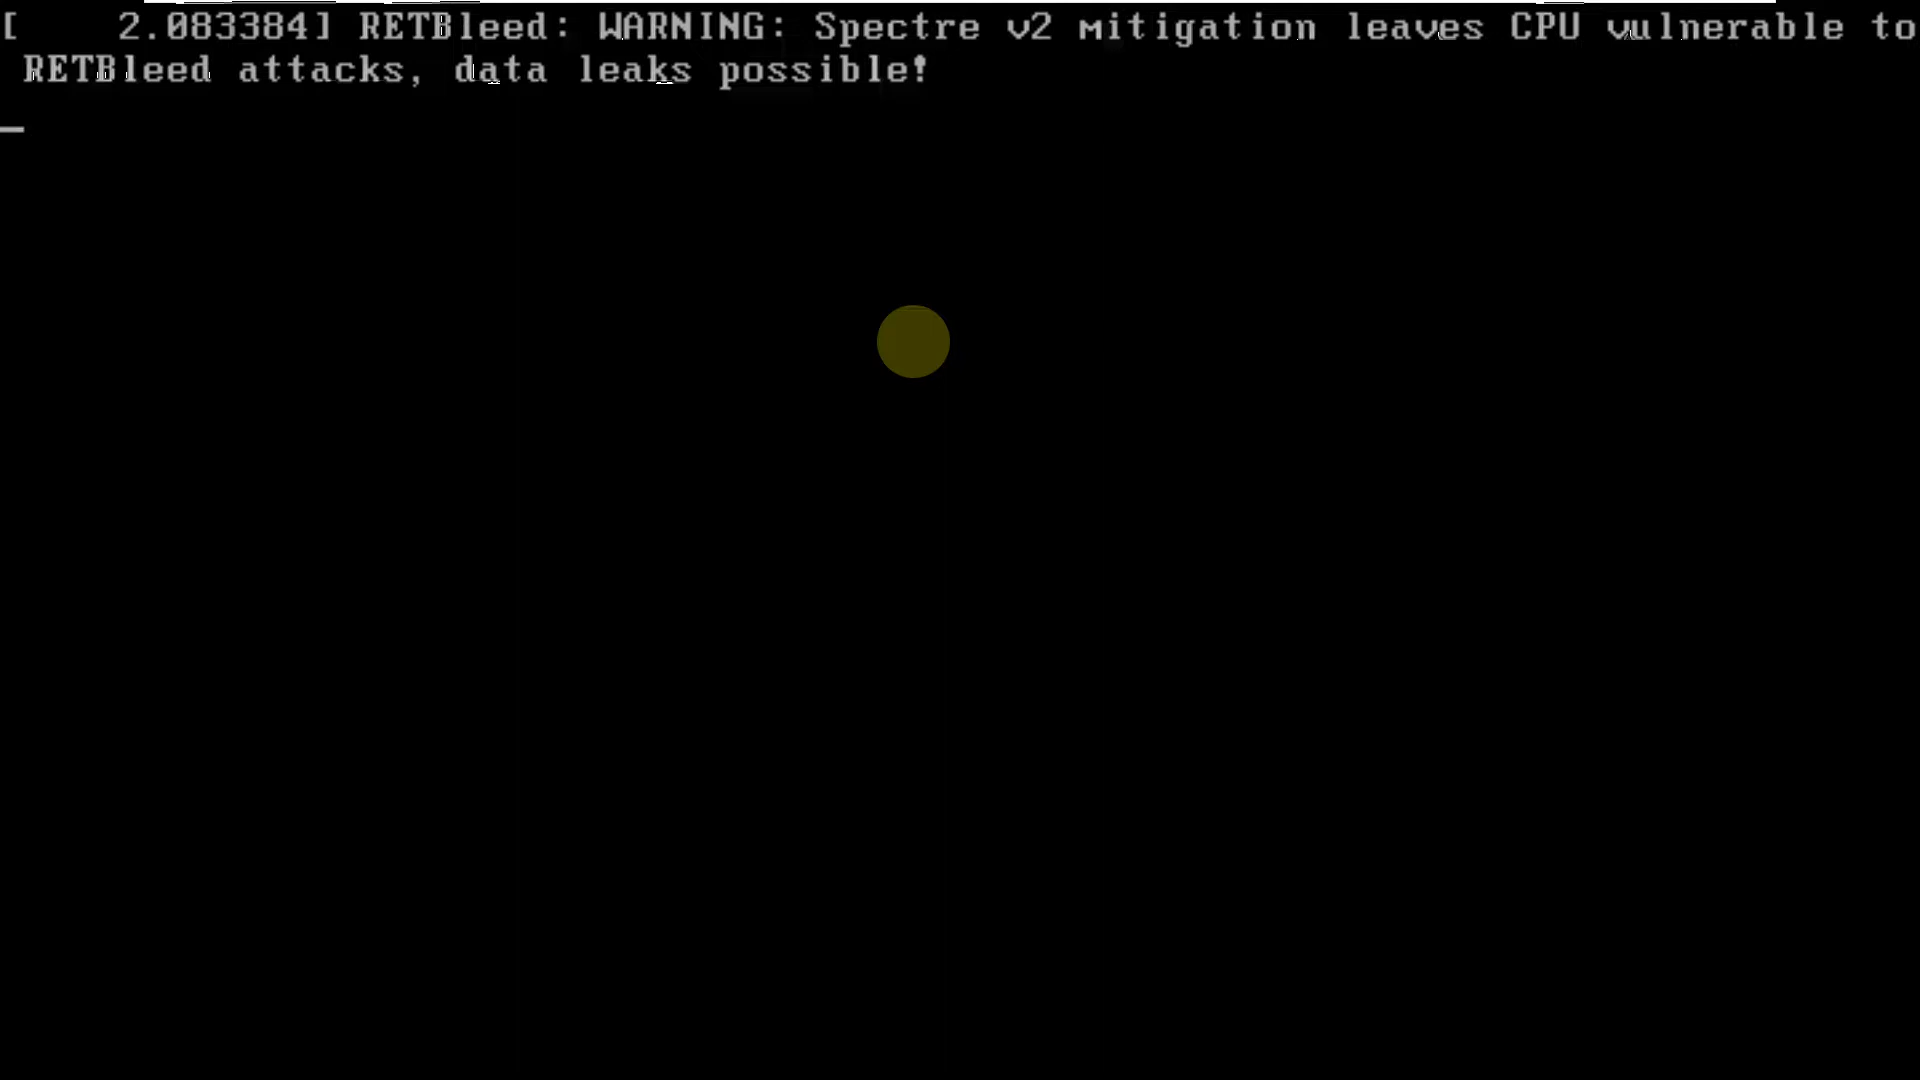 [    2.083384] RETBleed: WARNING: Spectre v2 mitigation leaves CPU vulnerable to
 RETBleed attacks, data leaks possible!